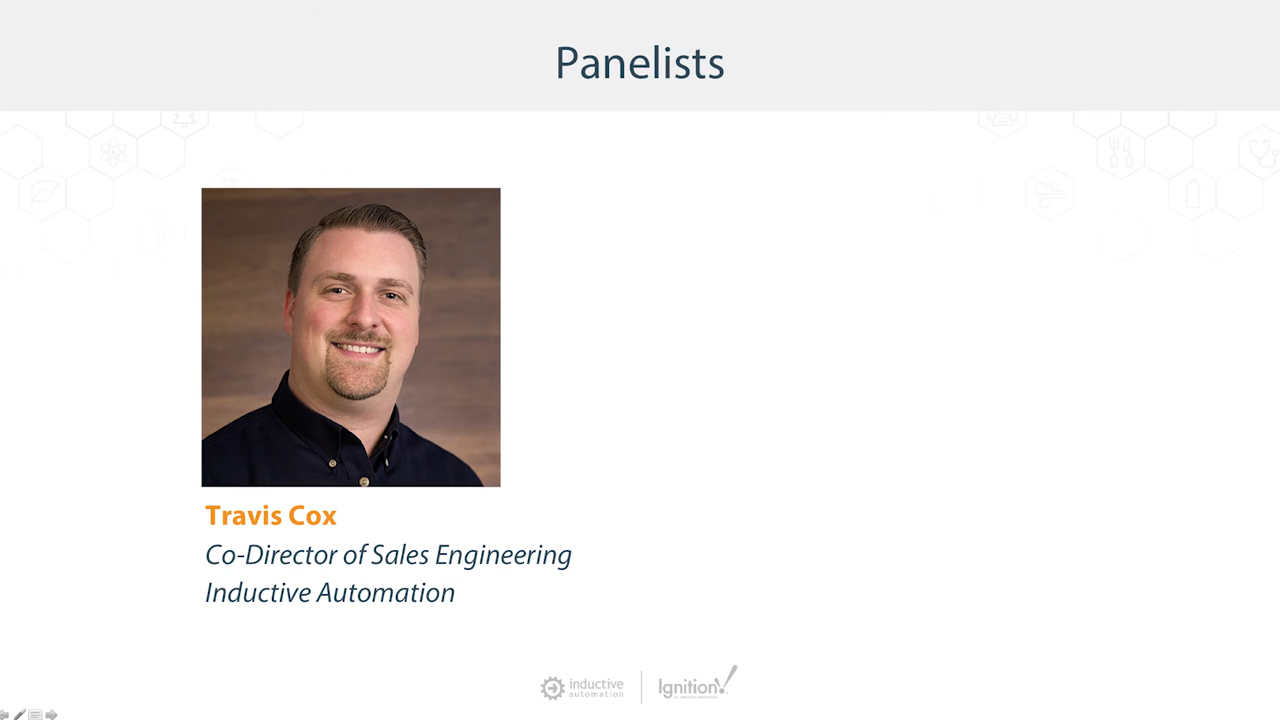 Panelists
Travis Cox
Co-Director of Sales Engineering
Inductive Automation
inductive
automation
Ignition!